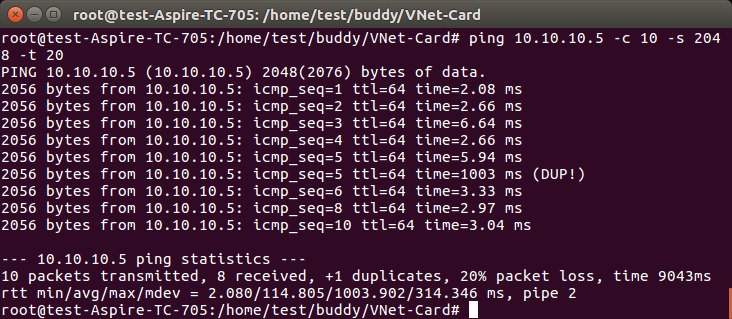 root@test-Aspire-TC-705: /home/test/buddy/VNet-Card
root@test-Aspire-TC-705:/home/test/buddy/VNet-Card# ping 10.10.10.5 -c 10 -s 204
8 -t 20
PING 10.10.10.5 (10.10.10.5) 2048(2076) bytes of data.
2056 bytes from 10.10.10.5: icmp_seq=1 ttl=64 time=2.08 ms
2056 bytes from 10.10.10.5: icmp_seq=2 ttl=64 time=2.66 ms
2056 bytes from 10.10.10.5: icmp_seq=3 ttl=64 time=6.64 ms
2056 bytes from 10.10.10.5: icmp_seq=4 ttl=64 time=2.66 ms
2056 bytes from 10.10.10.5: icmp_seq=5 ttl=64 time=5.94 ms
2056 bytes from 10.10.10.5: icmp_seq=5 ttl=64 time=1003 ms (DUP!)
2056 bytes from 10.10.10.5: icmp_seq=6 ttl=64 time=3.33 ms
2056 bytes from 10.10.10.5: icmp_seq=8 ttl=64 time=2.97 ms
2056 bytes from 10.10.10.5: icmp_seq=10 ttl=64 time=3.04 ms
--- 10.10.10.5 ping statistics ---
10 packets transmitted, 8 received, +1 duplicates, 20% packet loss, time 9043ms
rtt min/avg/max/mdev = 2.080/114.805/1003.902/314.346 ms, pipe 2
root@test-Aspire-TC-705:/home/test/buddy/VNet-Card#